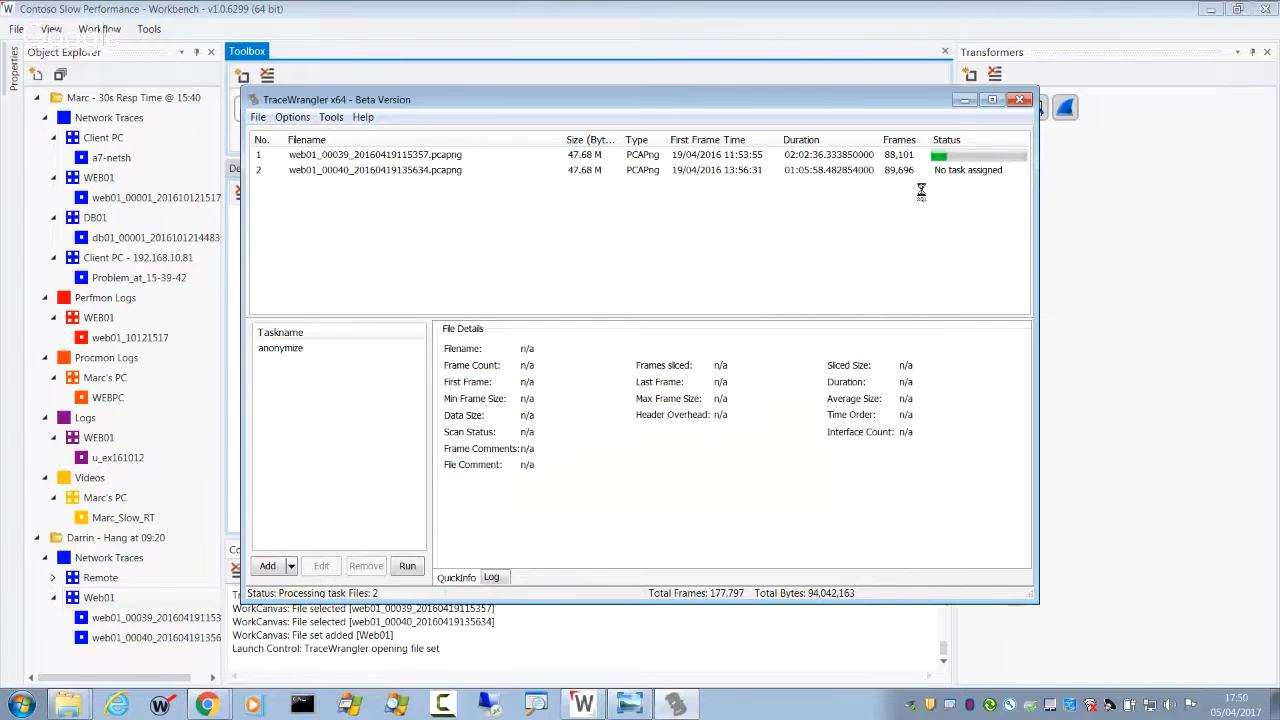 Contoso Slow Performance - Workbench - v1.0.6299 (64 bit)
File View Workflow Tools
Google
Object Explorer
Toolbox
Transformers
Properties
Marc - 30s Resp Time @ 15:40
Network Traces
Client PC
a7-netsh
WEB01
web01_00001_2016101121517
DB01
db01_00001_2016101214483
Client PC - 192.168.10.81
Problem_at_15-39-42
Perfmon Logs
WEB01
web01_10121517
Procmon Logs
Marc's PC
WEBPC
Logs
WEB01
u_ex161012
Videos
Marc's PC
Marc_Slow_RT
Darrin - Hang at 09:20
Network Traces
Remote
Web01
web01_00039_201604191153
web01_00040_201604191356
De
Co
TraceWrangler x64 - Beta Version
File Options Tools Help
No. Filename Size (Byt... Type First Frame Time Duration Frames Status
1 web01_00039_20160419115357.pcapng 47.68 M PCAPng 19/04/2016 11:53:55 02:02:36.333850000 88,101
2 web01_00040_20160419135634.pcapng 47.68 M PCAPng 19/04/2016 13:56:31 01:05:58.482854000 89,696 No task assigned
Taskname
anonymize
Add Edit Remove Run
File Details
Filename: n/a
Frame Count: n/a Frames sliced: n/a Sliced Size: n/a
First Frame: n/a Last Frame: n/a Duration: n/a
Min Frame Size: n/a Max Frame Size: n/a Average Size: n/a
Data Size: n/a Header Overhead: n/a Time Order: n/a
Scan Status: n/a Interface Count: n/a
Frame Comments: n/a
File Comment: n/a
QuickInfo Log
Status: Processing task Files: 2 Total Frames: 177,797 Total Bytes: 94,042,163
WorkCanvas: File selected [web01_00039_20160419115357]
WorkCanvas: File selected [web01_00040_20160419135634]
WorkCanvas: File set added [Web01]
Launch Control: TraceWrangler opening file set
17:50
05/04/2017